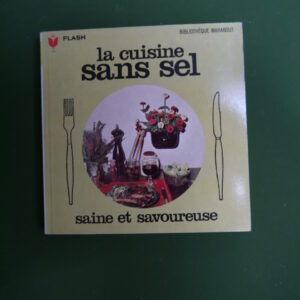 FLASH
BIBLIOTHÈQUE MARABOUT
la cuisine
sans sel
saine et savoureuse